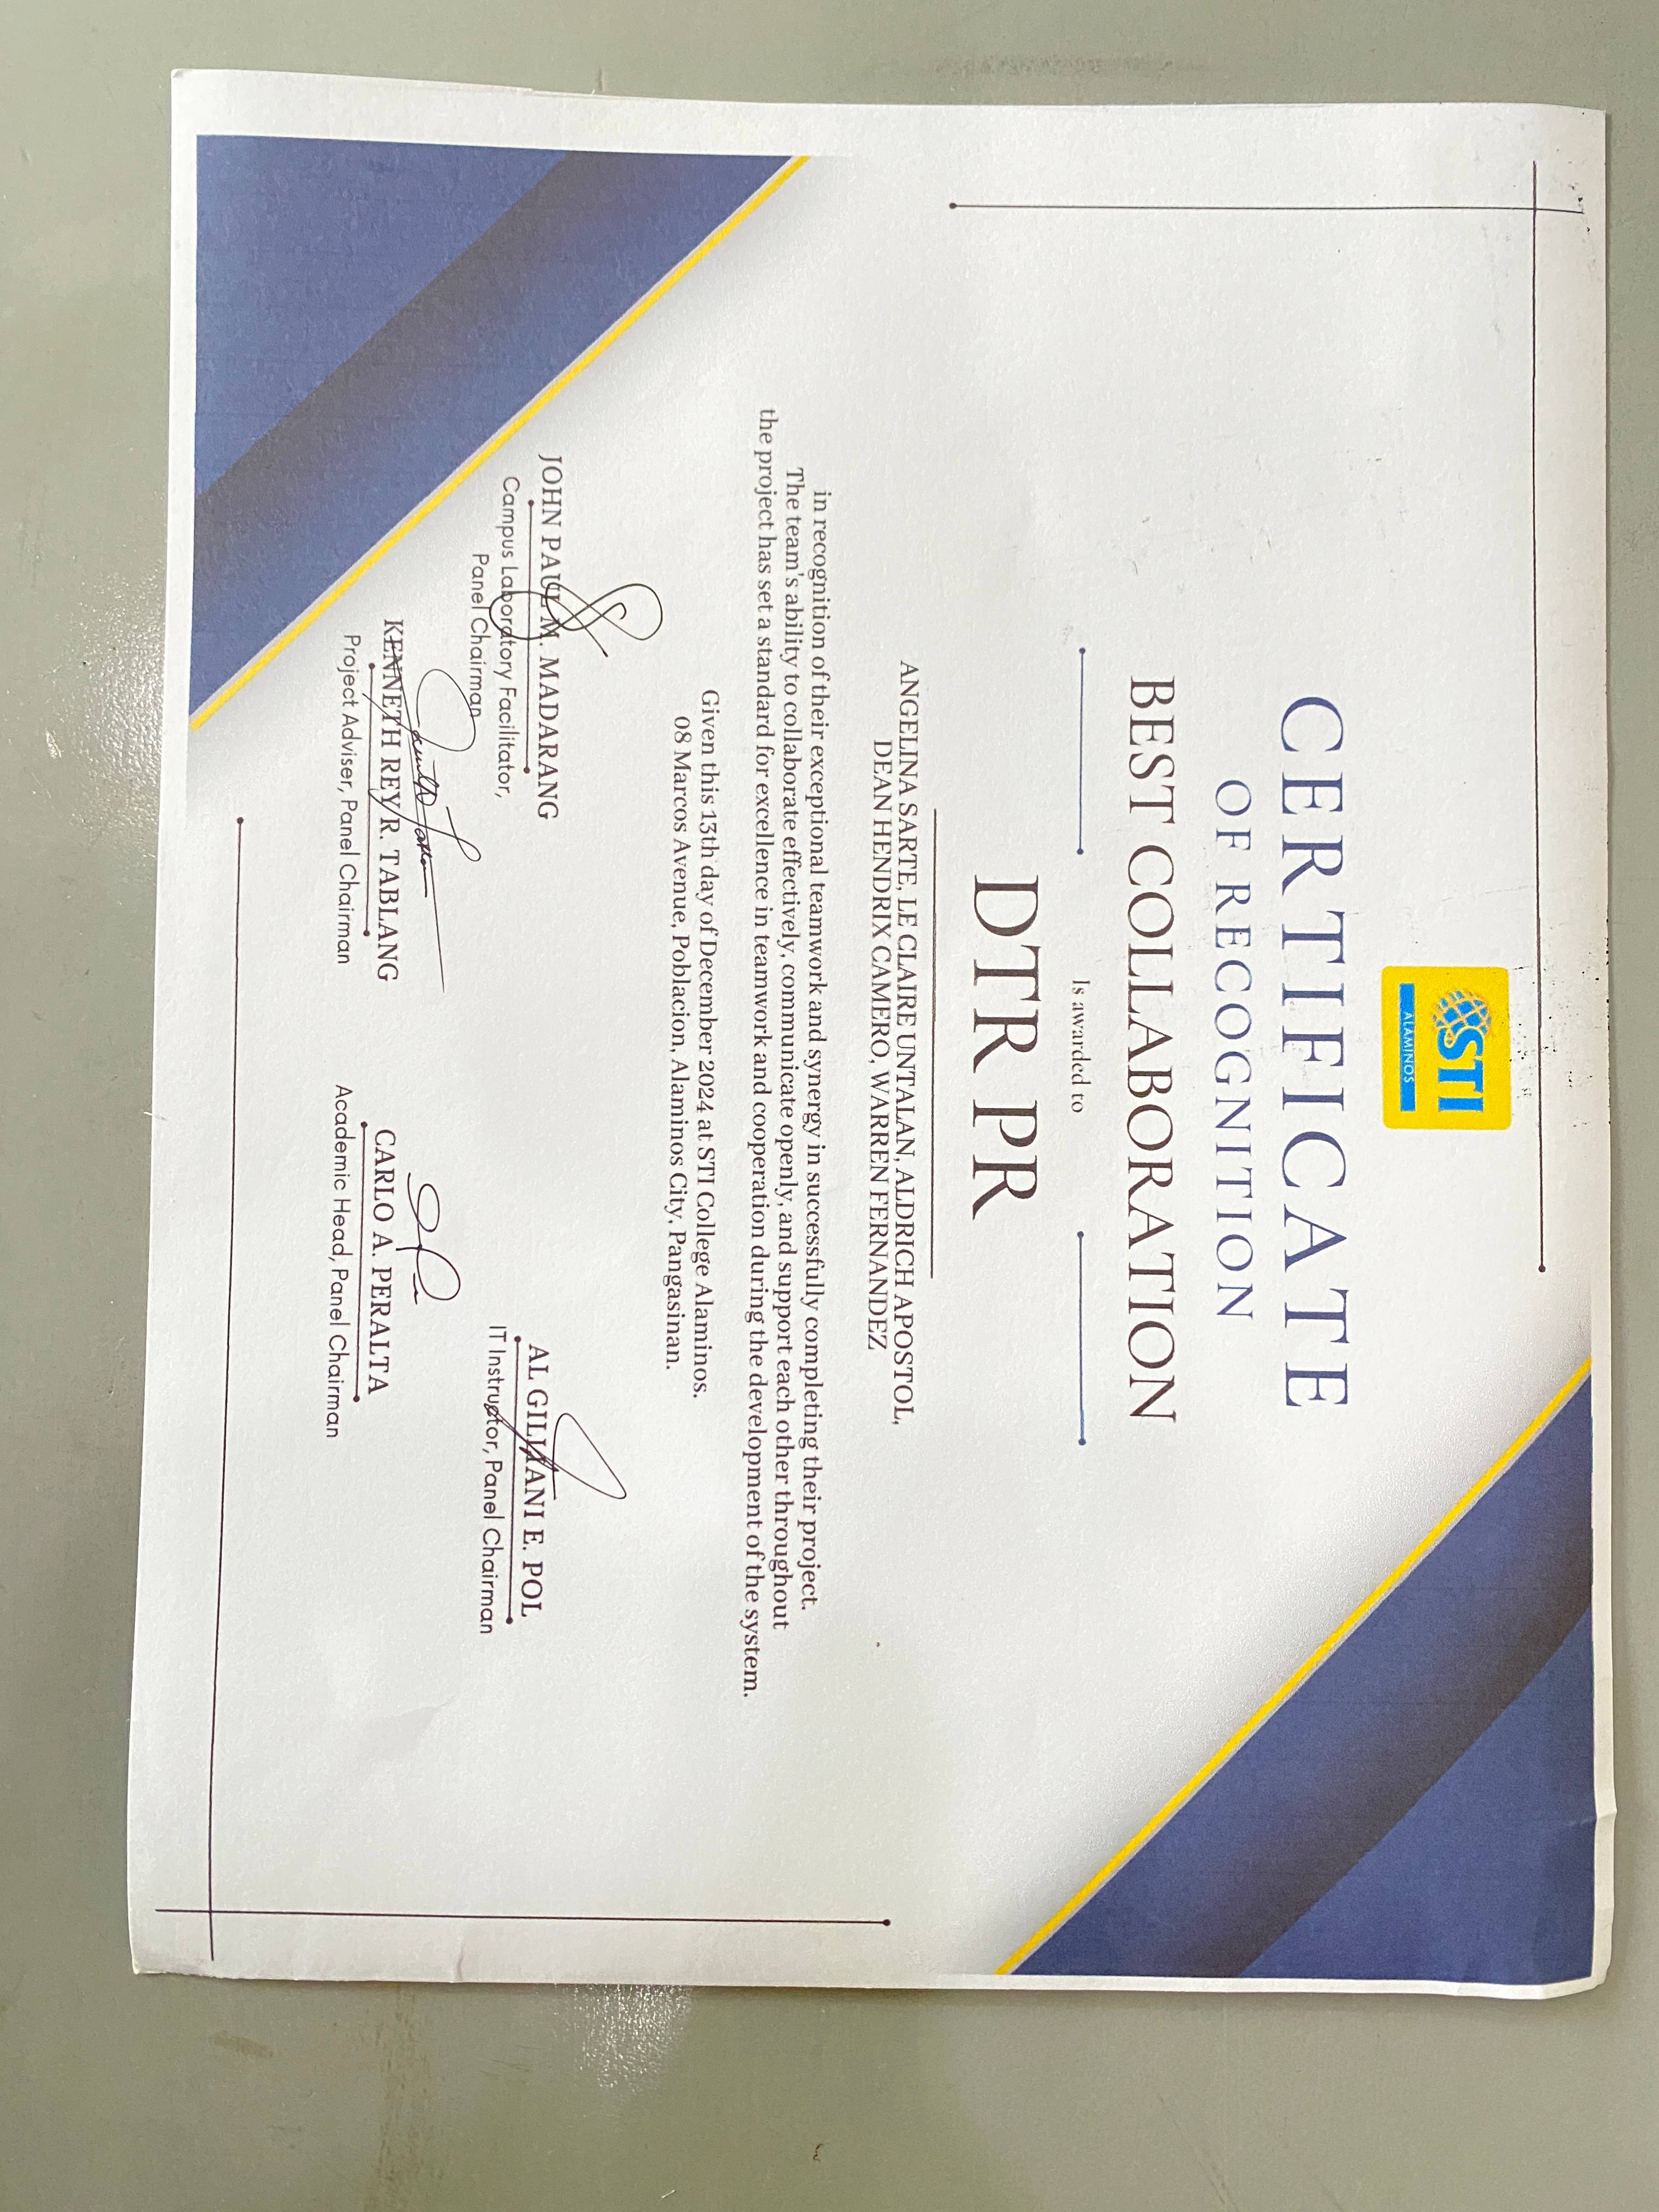 STI
ALAMINOS
CERTIFICATE
OF RECOGNITION
BEST COLLABORATION
Is awarded to
DTR PR
ANGELINA SARTE, LE CLAIRE UNTALAN, ALDRICH APOSTOL,
DEAN HENDRIX CAMERO, WARREN FERNANDEZ
in recognition of their exceptional teamwork and synergy in successfully completing their project.
The team's ability to collaborate effectively, communicate openly, and support each other throughout
the project has set a standard for excellence in teamwork and cooperation during the development of the system.
Given this 13th day of December 2024 at STI College Alaminos.
08 Marcos Avenue, Poblacion, Alaminos City, Pangasinan.
JOHN PAUL M. MADARANG
Campus Laboratory Facilitator,
Panel Chairman
AL GILLIANI E. POL
IT Instructor, Panel Chairman
KENNETH REY R. TABLANG
Project Adviser, Panel Chairman
CARLO A. PERALTA
Academic Head, Panel Chairman